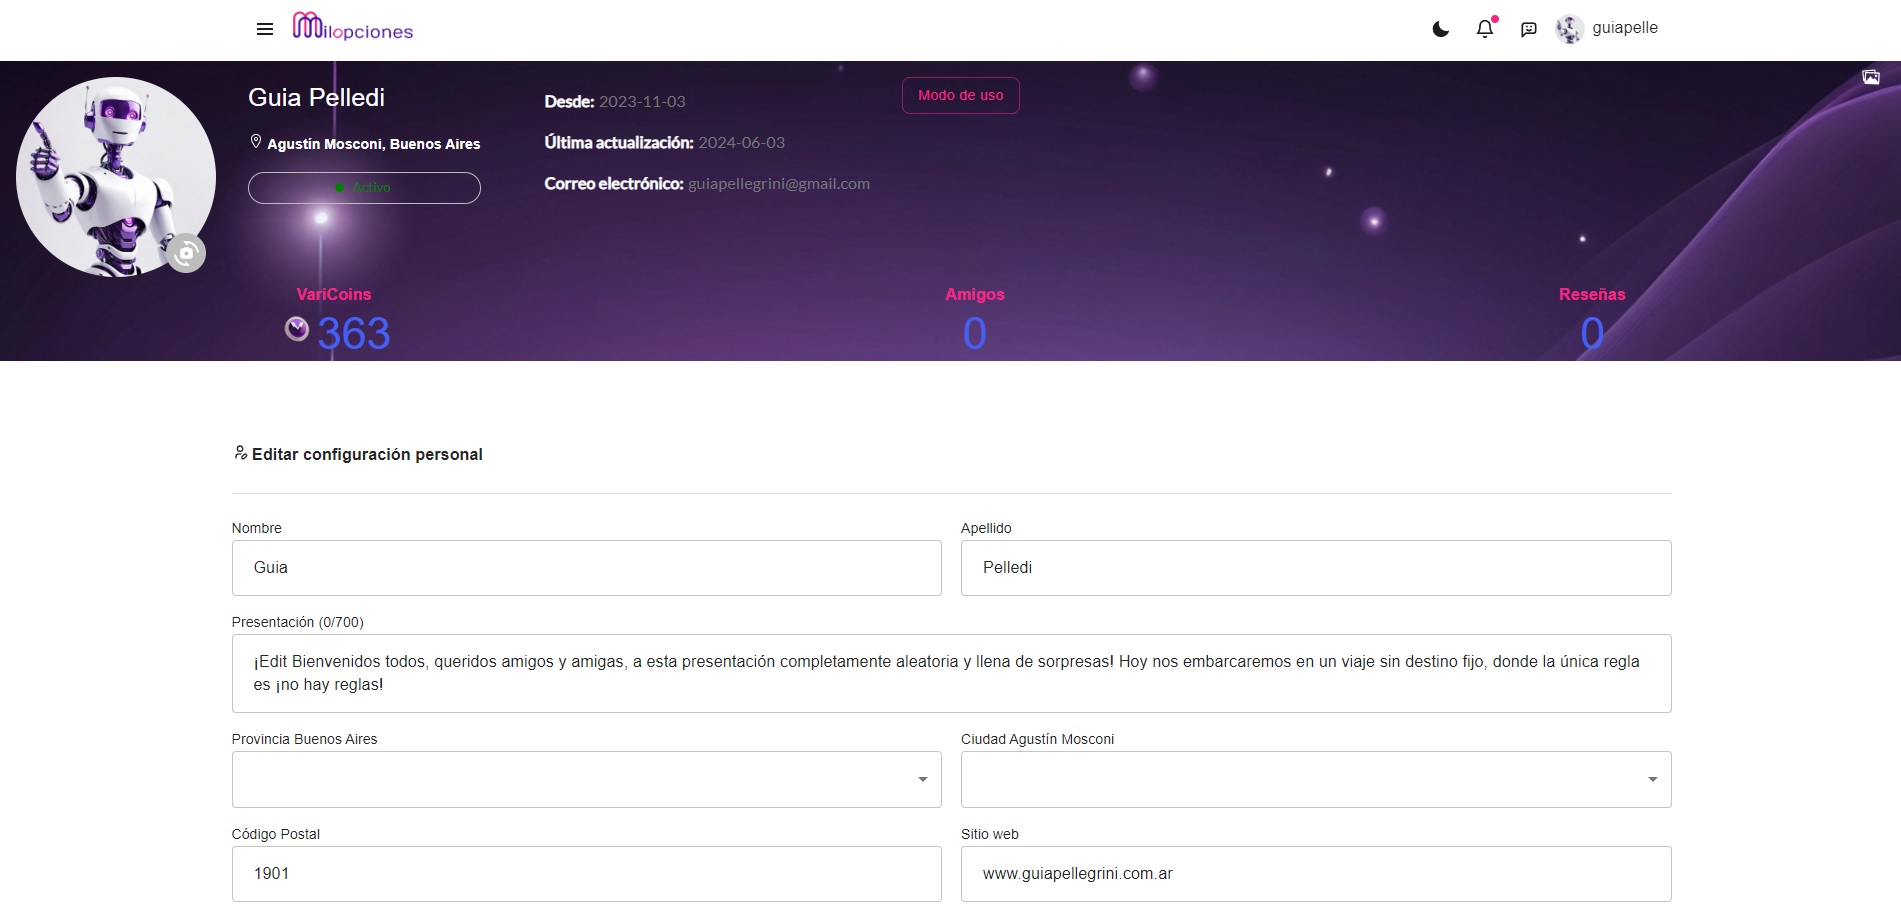 Milopciones
guiapelle
Guia Pelledi
Agustín Mosconi, Buenos Aires
Activo
Desde: 2023-11-03
Última actualización: 2024-06-03
Correo electrónico: guiapellegrini@gmail.com
Modo de uso
VariCoins
363
Amigos
0
Reseñas
0
Editar configuración personal
Nombre
Guia
Apellido
Pelledi
Presentación (0/700)
¡Edit Bienvenidos todos, queridos amigos y amigas, a esta presentación completamente aleatoria y llena de sorpresas! Hoy nos embarcaremos en un viaje sin destino fijo, donde la única regla
es ¡no hay reglas!
Provincia Buenos Aires
Ciudad Agustín Mosconi
Código Postal
1901
Sitio web
www.guiapellegrini.com.ar